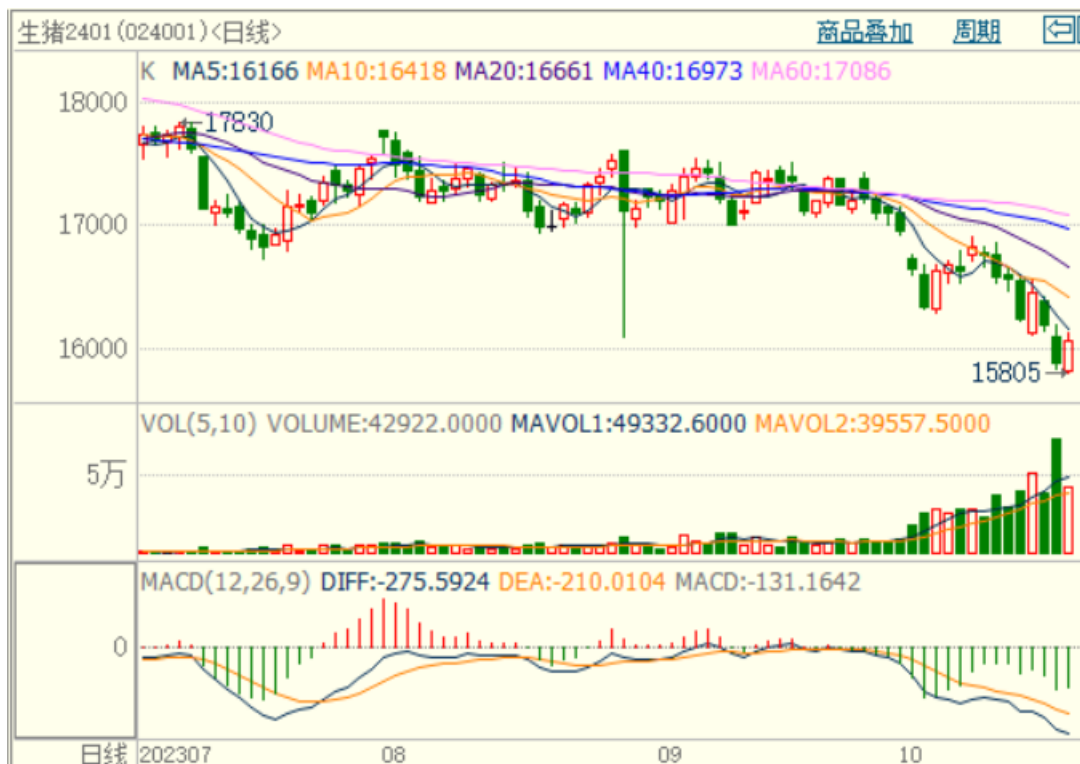 生猪2401(024001)<日线> 商品叠加 周期
K MA5:16166 MA10:16418 MA20:16661 MA40:16973 MA60:17086
18000
17830
17000
16000
15805
VOL(5,10) VOLUME:42922.0000 MAVOL1:49332.6000 MAVOL2:39557.5000
5万
MACD(12,26,9) DIFF:-275.5924 DEA:-210.0104 MACD:-131.1642
0
日线 202307 08 09 10